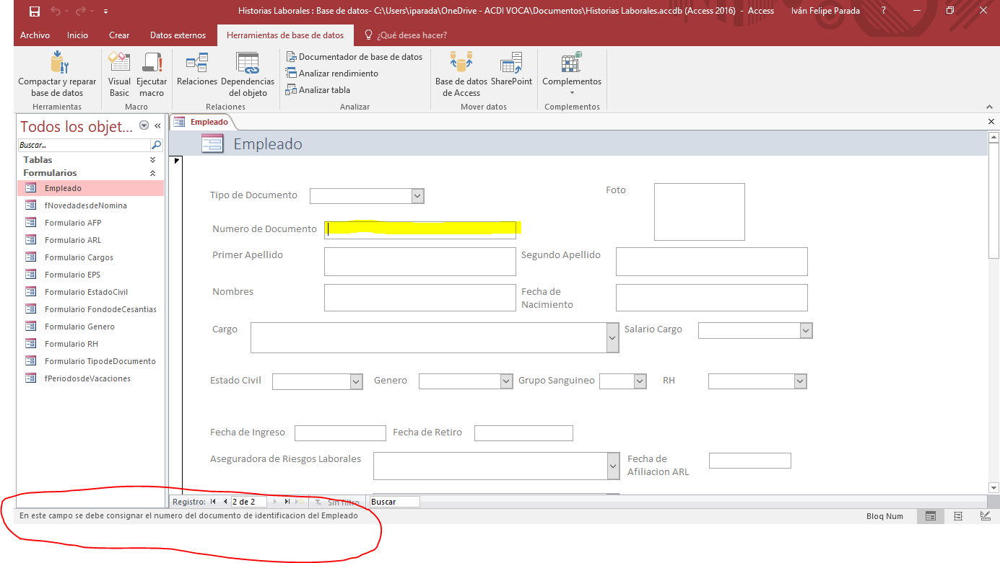 Historias Laborales : Base de datos- C:\Users\iparada\OneDrive - ACDI VOCA\Documentos\Historias Laborales.accdb (Access 2016) - Access
Iván Felipe Parada
?
Archivo
Inicio
Crear
Datos externos
Herramientas de base de datos
¿Qué desea hacer?
Compactar y reparar
base de datos
Visual
Basic
Ejecutar
macro
Relaciones
Dependencias
del objeto
Documentador de base de datos
Analizar rendimiento
Analizar tabla
Base de datos
de Access
SharePoint
Complementos
Herramientas
Macro
Relaciones
Analizar
Mover datos
Complementos
Todos los objet...
Buscar...
Tablas
Formularios
Empleado
fNovedadesdeNomina
Formulario AFP
Formulario ARL
Formulario Cargos
Formulario EPS
Formulario EstadoCivil
Formulario FondodeCesantias
Formulario Genero
Formulario RH
Formulario TipodeDocumento
fPeriodosdeVacaciones
Empleado
Empleado
Tipo de Documento
Foto
Numero de Documento
Primer Apellido
Segundo Apellido
Nombres
Fecha de
Nacimiento
Cargo
Salario Cargo
Estado Civil
Genero
Grupo Sanguineo
RH
Fecha de Ingreso
Fecha de Retiro
Aseguradora de Riesgos Laborales
Fecha de
Afiliacion ARL
Registro:
2 de 2
Sin filtro
Buscar
En este campo se debe consignar el numero del documento de identificacion del Empleado
Bloq Num